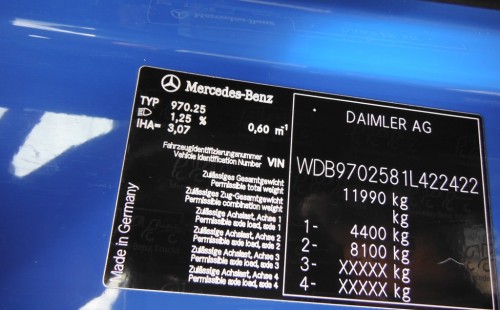 Mercedes-Benz
TYP 970.25
1,25 %
IHA= 3,07 0,60 m¹
Fahrzeugidentifizierungsnummer
Vehicle Identification Number VIN
Zulässiges Gesamtgewicht
Permissible total weight
Zulässiges Zug-Gesamtgewicht
Permissible combination weight
Zulässige Achslast, Achse 1
Permissible axle load, axle 1
Zulässige Achslast, Achse 2
Permissible axle load, axle 2
Zulässige Achslast, Achse 3
Permissible axle load, axle 3
Zulässige Achslast, Achse 4
Permissible axle load, axle 4
Made in Germany
DAIMLER AG
WDB9702581L422422
11990 kg
kg
1- 4400 kg
2- 8100 kg
3- XXXXX kg
4- XXXXX kg